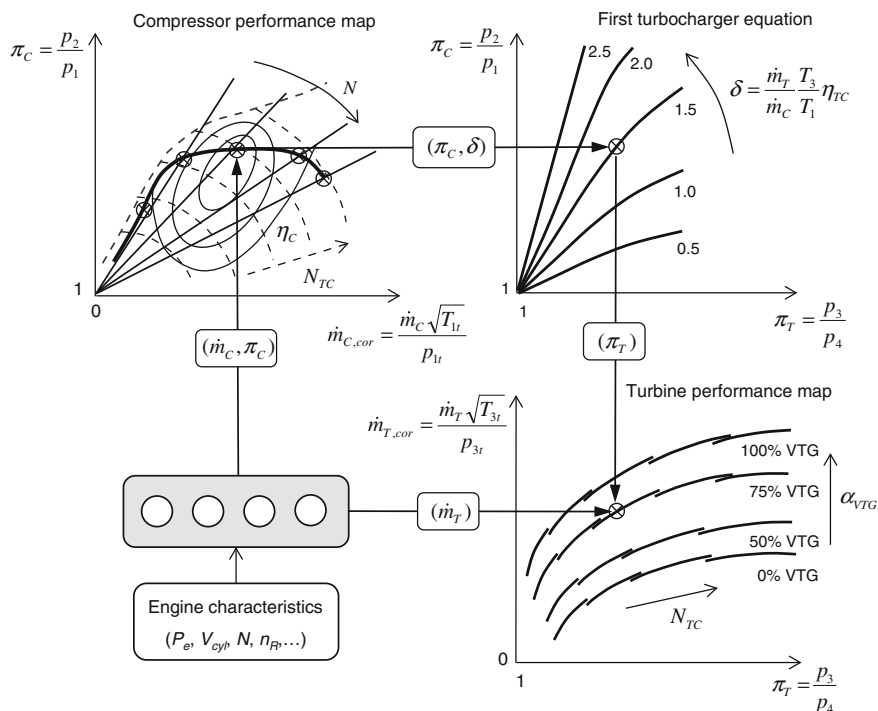 Compressor performance map
π_C = p_2/p_1
N
η_C
N_TC
1
0
ṁ_C,cor = ṁ_C √T_1t / p_1t
(π_C, δ)
First turbocharger equation
π_C = p_2/p_1
2.5
2.0
1.5
1.0
0.5
δ = ṁ_T/ṁ_C T_3/T_1 η_TC
1
1
π_T = p_3/p_4
(ṁ_C, π_C)
(π_T)
Turbine performance map
ṁ_T,cor = ṁ_T √T_3t / p_3t
100% VTG
75% VTG
50% VTG
0% VTG
α_VTG
N_TC
0
1
π_T = p_3/p_4
(ṁ_T)
Engine characteristics
(P_e, V_cyl, N, n_R,...)